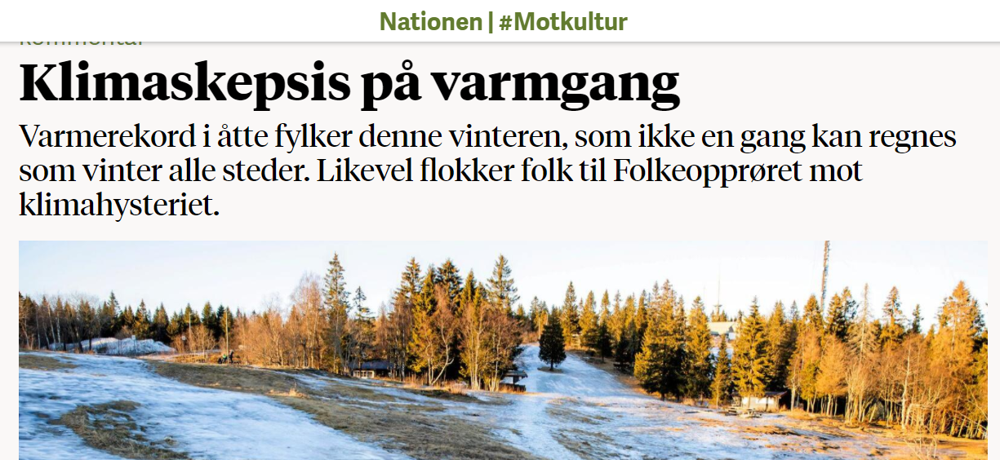 Nationen | #Motkultur
kommentar
Klimaskepsis på varmgang
Varmerekord i åtte fylker denne vinteren, som ikke en gang kan regnes
som vinter alle steder. Likevel flokker folk til Folkeopprøret mot
klimahysteriet.